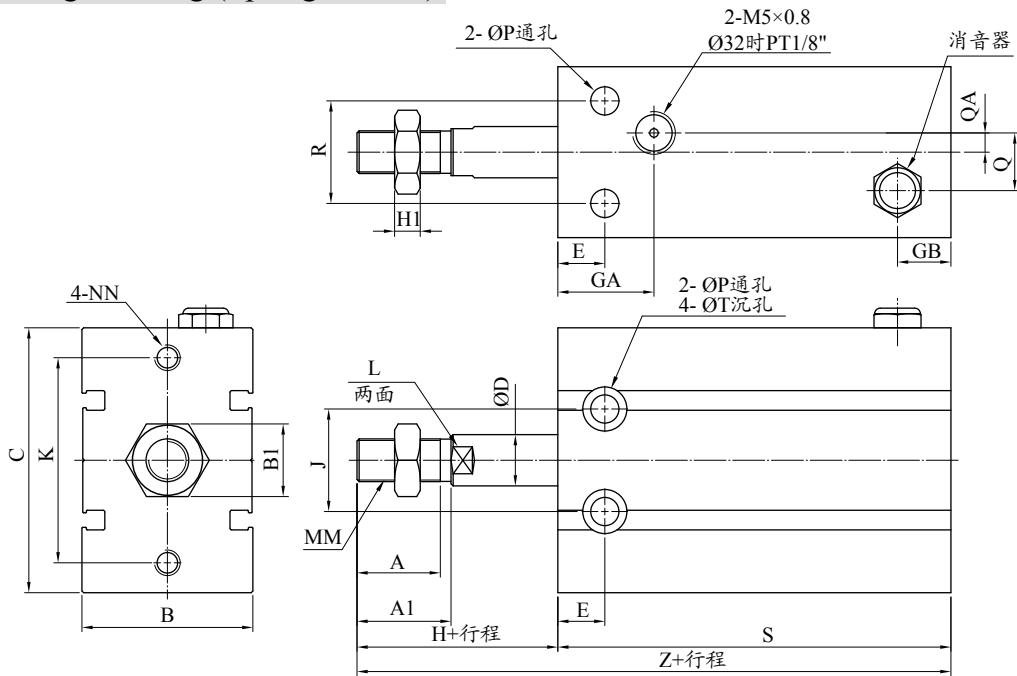 2- ØP通孔
2-M5×0.8
Ø32时PT1/8"
消音器
QA
Q
R
H1
E
GA
GB
4-NN
2- ØP通孔
4- ØT沉孔
L
两面
ØD
C
K
B1
J
MM
A
A1
E
B
H+行程
S
Z+行程